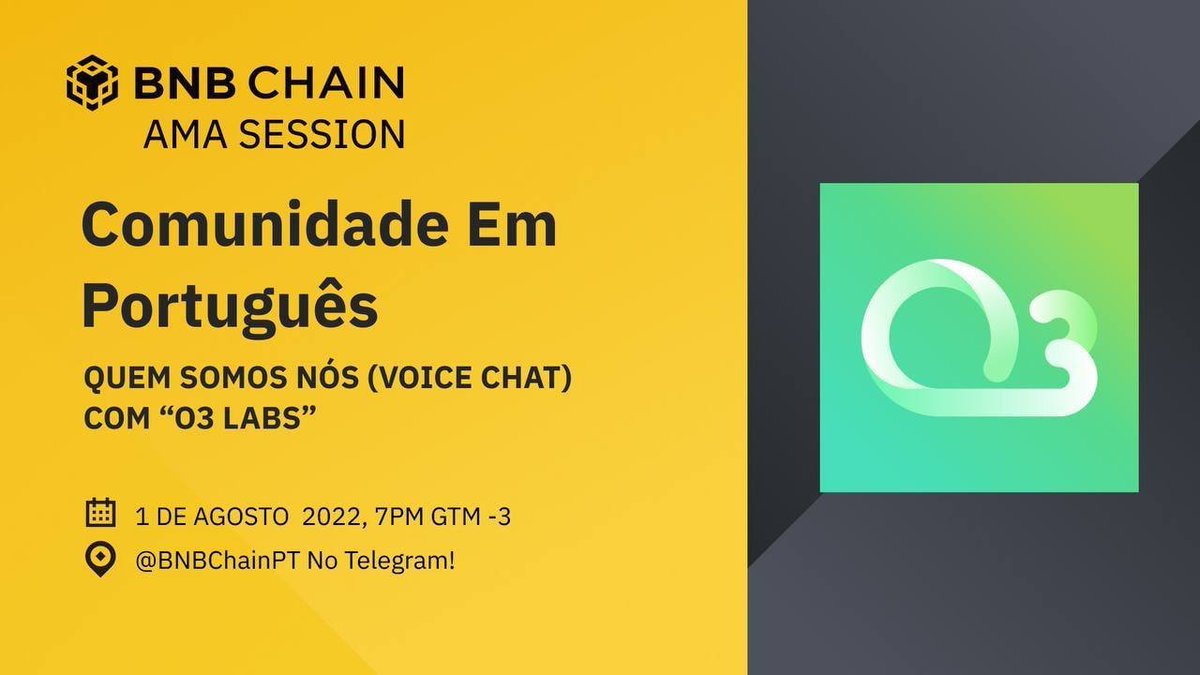 BNB CHAIN
AMA SESSION
Comunidade Em
Português
QUEM SOMOS NÓS (VOICE CHAT)
COM “O3 LABS”
1 DE AGOSTO 2022, 7PM GTM -3
@BNBChainPT No Telegram!
O3